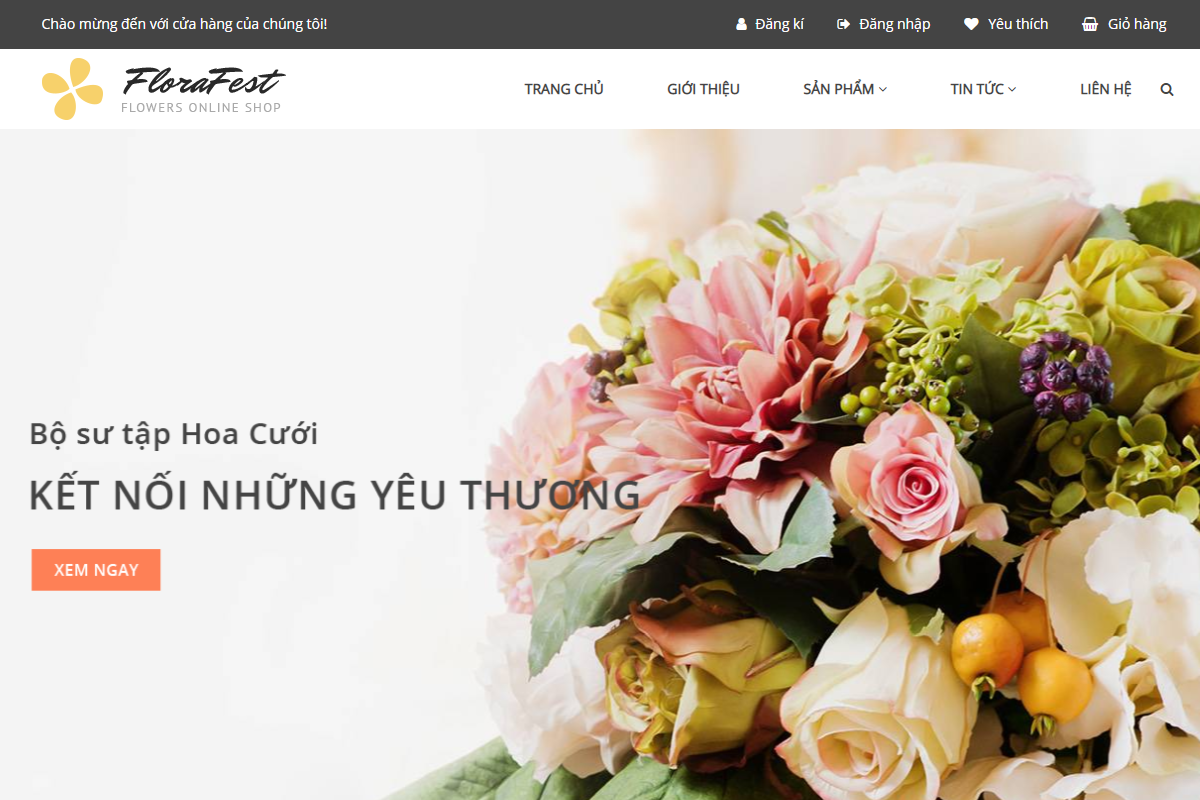 Chào mừng đến với cửa hàng của chúng tôi!
Đăng kí Đăng nhập Yêu thích Giỏ hàng
FloraFest
FLOWERS ONLINE SHOP
TRANG CHỦ GIỚI THIỆU SẢN PHẨM TIN TỨC LIÊN HỆ
Bộ sư tập Hoa Cưới
KẾT NỐI NHỮNG YÊU THƯƠNG
XEM NGAY